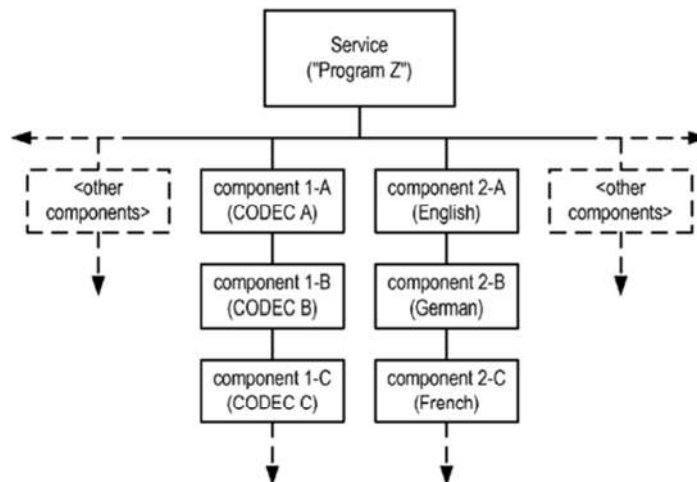 Service
("Program Z")
<other
components>
component 1-A
(CODEC A)
component 2-A
(English)
<other
components>
component 1-B
(CODEC B)
component 2-B
(German)
component 1-C
(CODEC C)
component 2-C
(French)